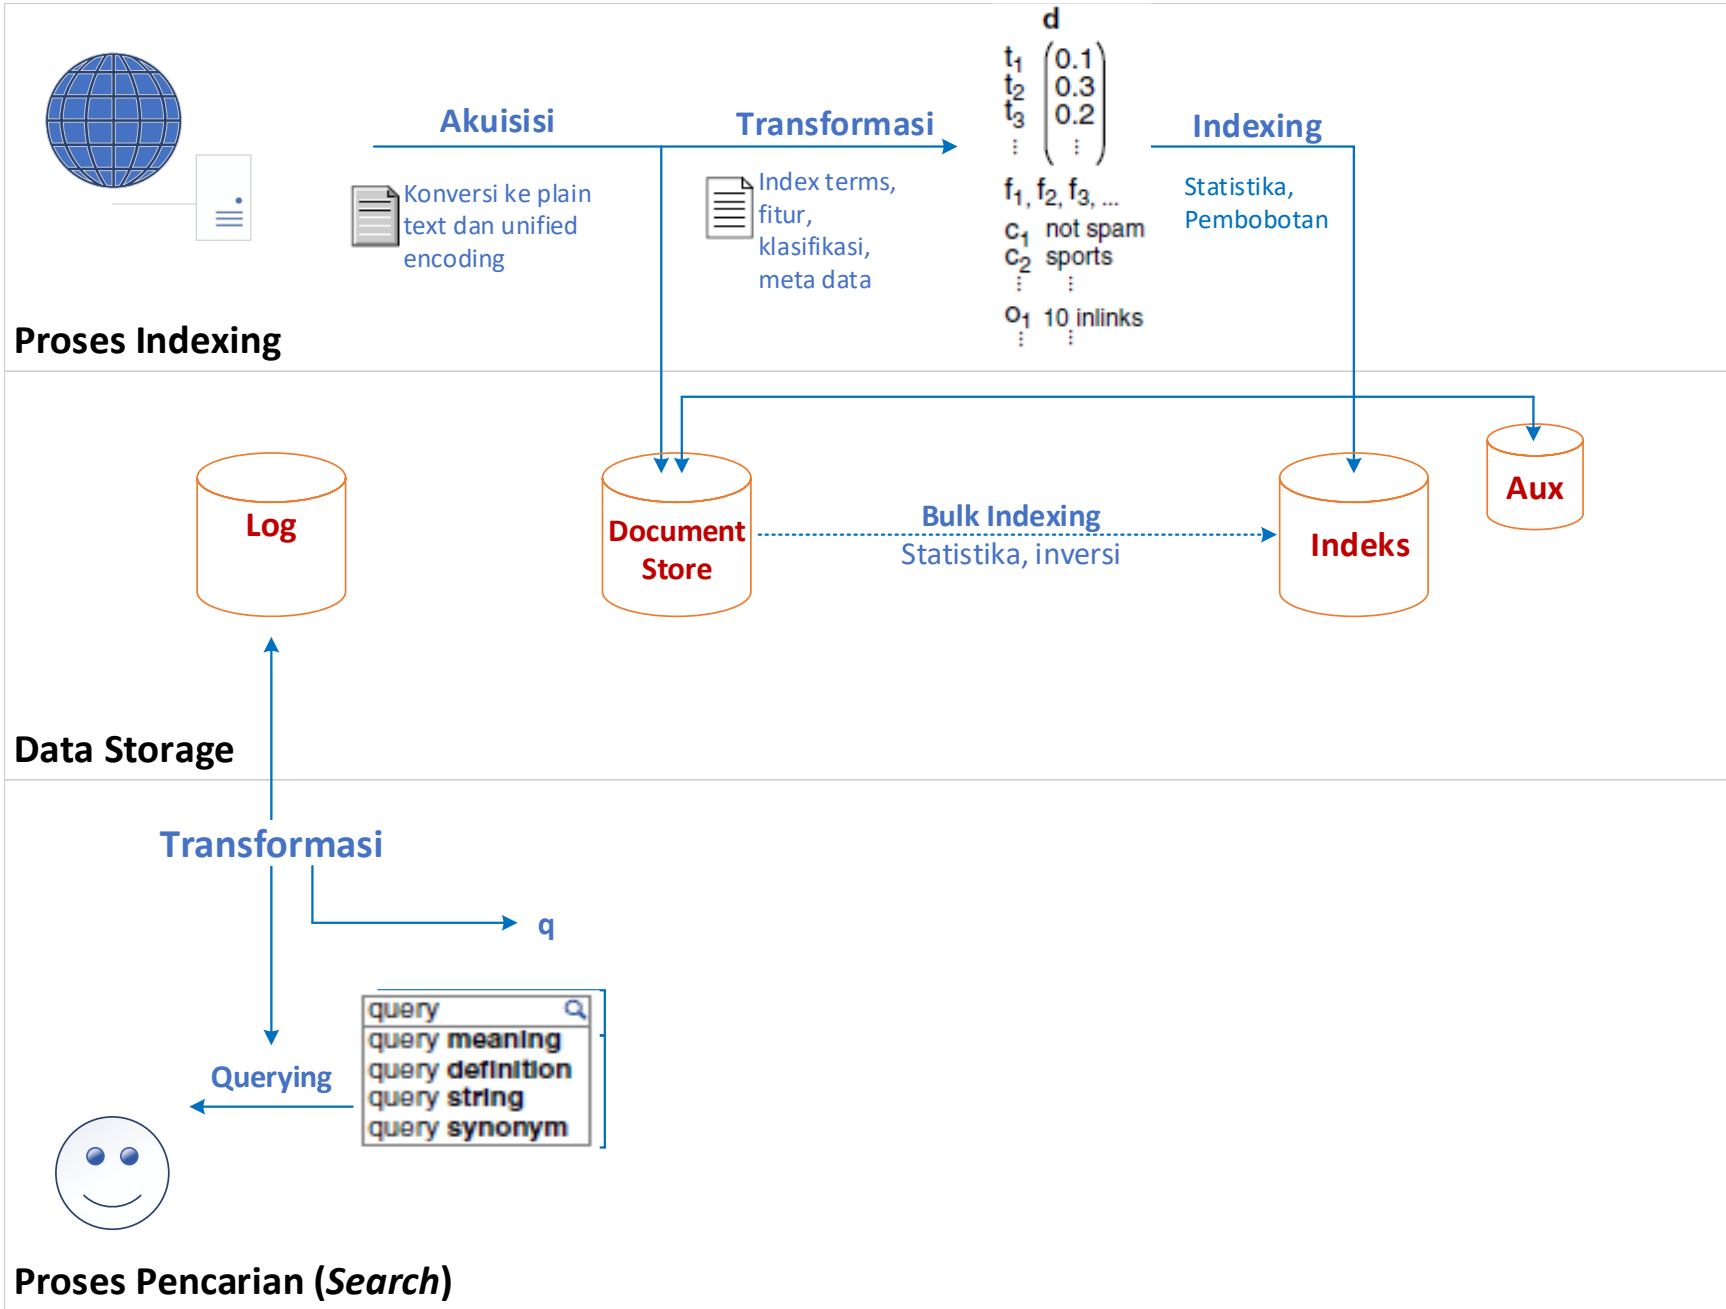 Akuisisi
Konversi ke plain
text dan unified
encoding
Transformasi
Index terms,
fitur,
klasifikasi,
meta data
d
t1 0.1
t2 0.3
t3 0.2
⋮ ⋮
f1, f2, f3, ...
c1 not spam
c2 sports
⋮ ⋮
o1 10 inlinks
⋮ ⋮
Indexing
Statistika,
Pembobotan
Proses Indexing
Log
Document
Store
Bulk Indexing
Statistika, inversi
Indeks
Aux
Data Storage
Transformasi
q
Querying
query
query meaning
query definition
query string
query synonym
Proses Pencarian (Search)